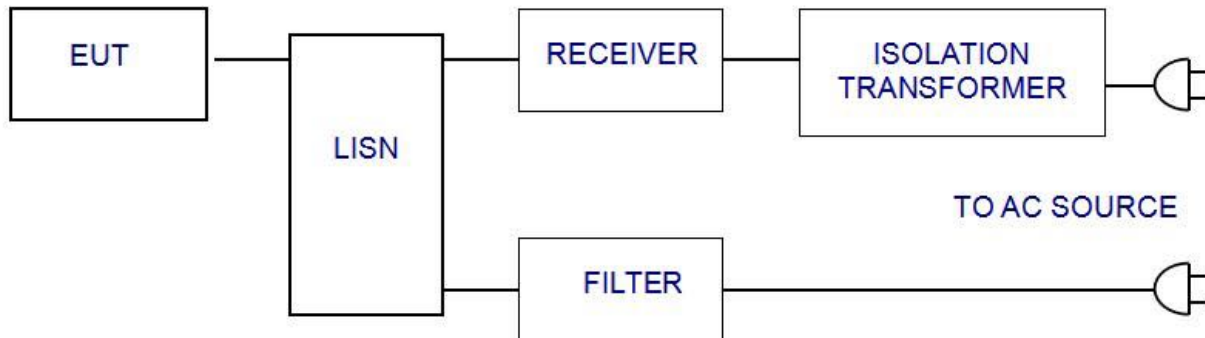 EUT
RECEIVER
ISOLATION
TRANSFORMER
LISN
TO AC SOURCE
FILTER